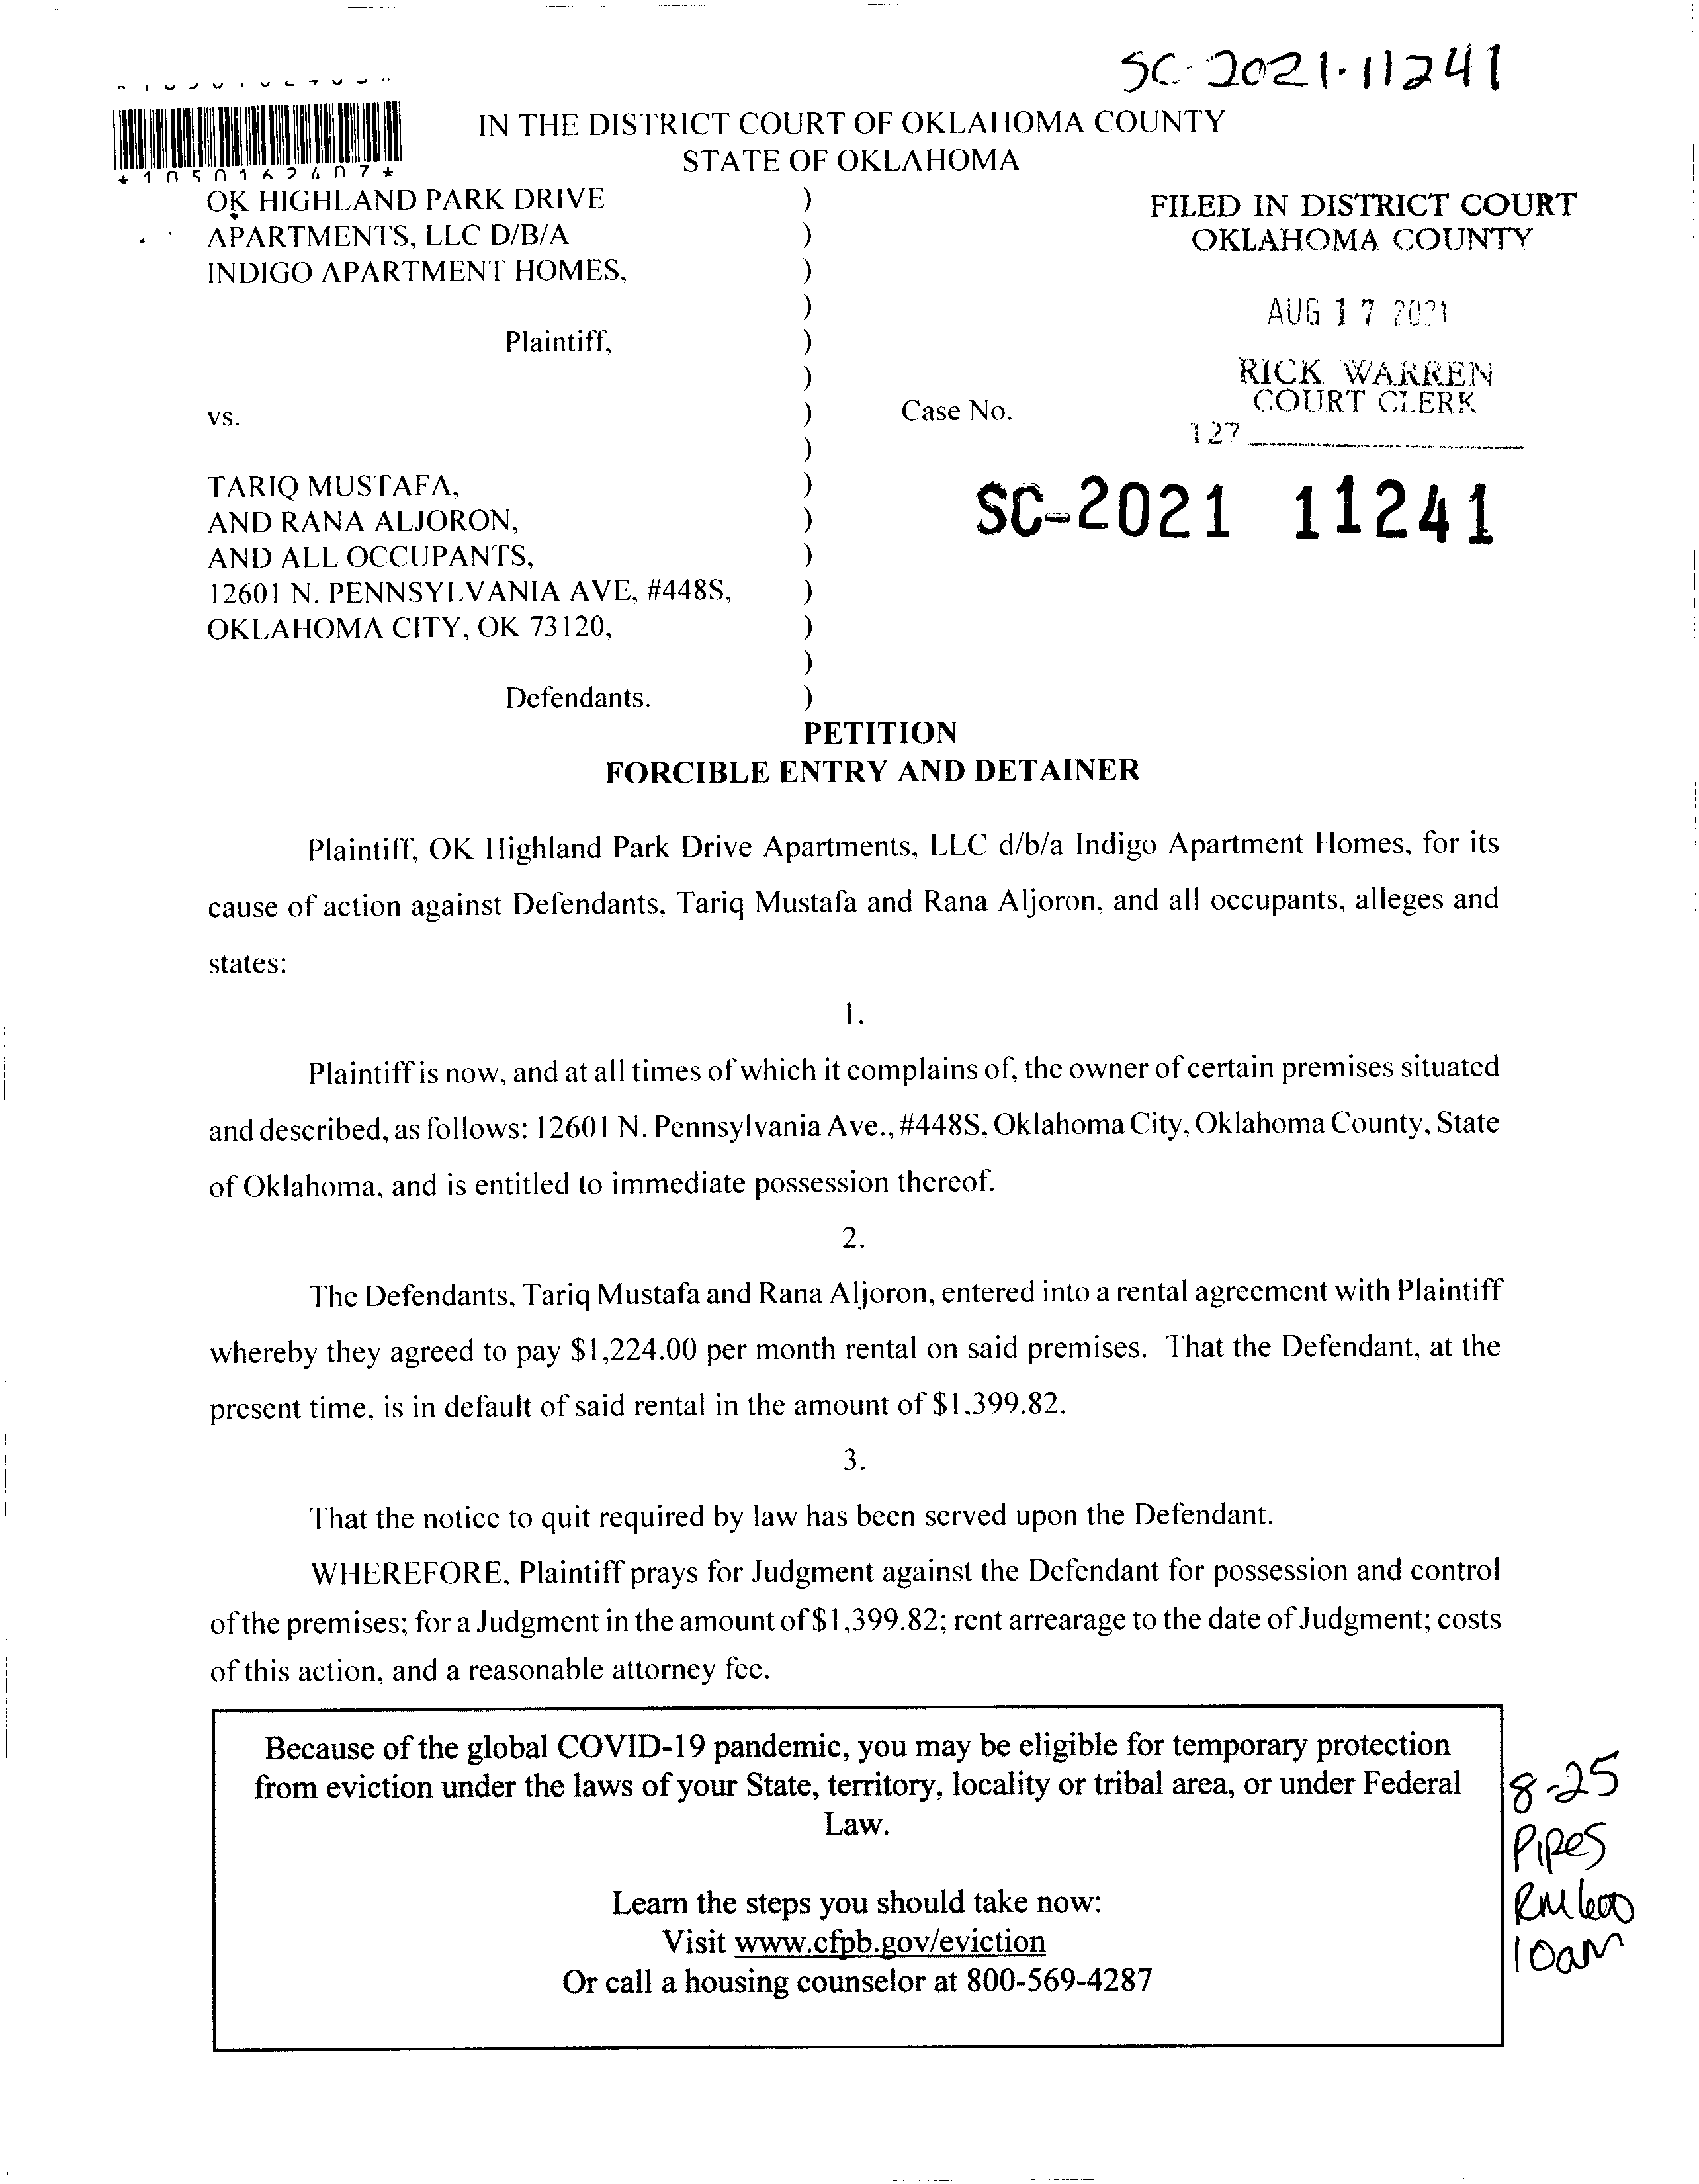 SC-2021-11241
IN THE DISTRICT COURT OF OKLAHOMA COUNTY
STATE OF OKLAHOMA
*1050162407*
OK HIGHLAND PARK DRIVE )
APARTMENTS, LLC D/B/A )
INDIGO APARTMENT HOMES, )
)
Plaintiff, )
)
vs. ) Case No.
)
TARIQ MUSTAFA, )
AND RANA ALJORON, )
AND ALL OCCUPANTS, )
12601 N. PENNSYLVANIA AVE, #448S, )
OKLAHOMA CITY, OK 73120, )
)
Defendants. )
FILED IN DISTRICT COURT
OKLAHOMA COUNTY
AUG 17 2021
RICK WARREN
COURT CLERK
127
SC-2021 11241
PETITION
FORCIBLE ENTRY AND DETAINER
Plaintiff, OK Highland Park Drive Apartments, LLC d/b/a Indigo Apartment Homes, for its
cause of action against Defendants, Tariq Mustafa and Rana Aljoron, and all occupants, alleges and
states:
1.
Plaintiff is now, and at all times of which it complains of, the owner of certain premises situated
and described, as follows: 12601 N. Pennsylvania Ave., #448S, Oklahoma City, Oklahoma County, State
of Oklahoma, and is entitled to immediate possession thereof.
2.
The Defendants, Tariq Mustafa and Rana Aljoron, entered into a rental agreement with Plaintiff
whereby they agreed to pay $1,224.00 per month rental on said premises. That the Defendant, at the
present time, is in default of said rental in the amount of $1,399.82.
3.
That the notice to quit required by law has been served upon the Defendant.
WHEREFORE, Plaintiff prays for Judgment against the Defendant for possession and control
of the premises; for a Judgment in the amount of $1,399.82; rent arrearage to the date of Judgment; costs
of this action, and a reasonable attorney fee.
Because of the global COVID-19 pandemic, you may be eligible for temporary protection
from eviction under the laws of your State, territory, locality or tribal area, or under Federal
Law.
Learn the steps you should take now:
Visit www.cfpb.gov/eviction
Or call a housing counselor at 800-569-4287
8-25
Pipes
RM 600
10am